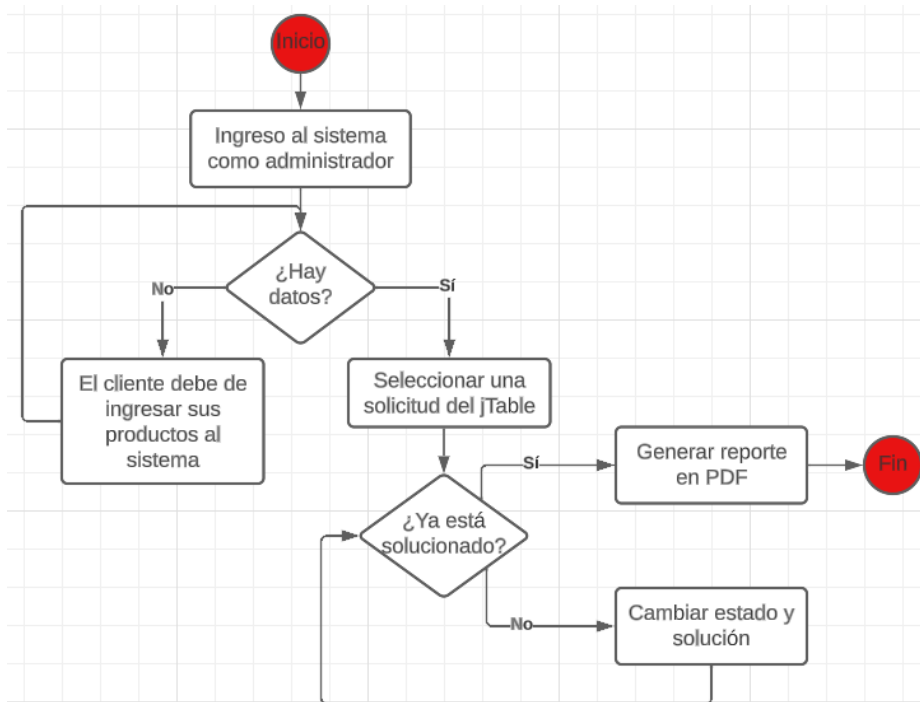 Inicio
Ingreso al sistema
como administrador
¿Hay
datos?
No
Sí
El cliente debe de
ingresar sus
productos al
sistema
Seleccionar una
solicitud del jTable
¿Ya está
solucionado?
Sí
Generar reporte
en PDF
Fin
No
Cambiar estado y
solución